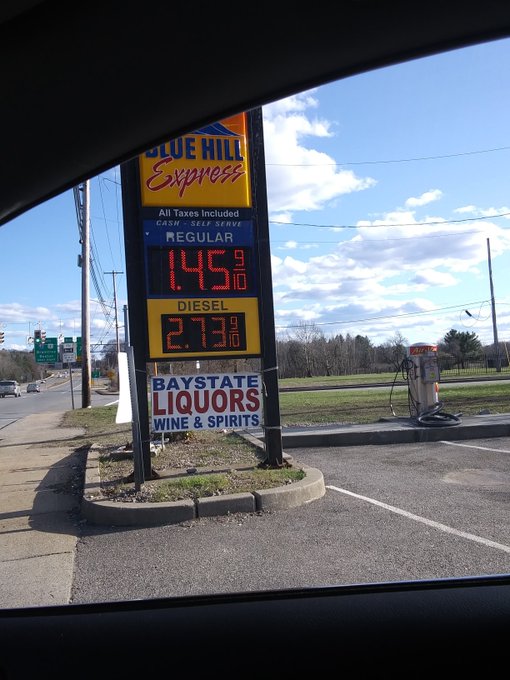 BLUE HILL
Express
All Taxes Included
CASH - SELF SERVE
REGULAR
1.45 9/10
DIESEL
2.73 9/10
BAYSTATE
LIQUORS
WINE & SPIRITS